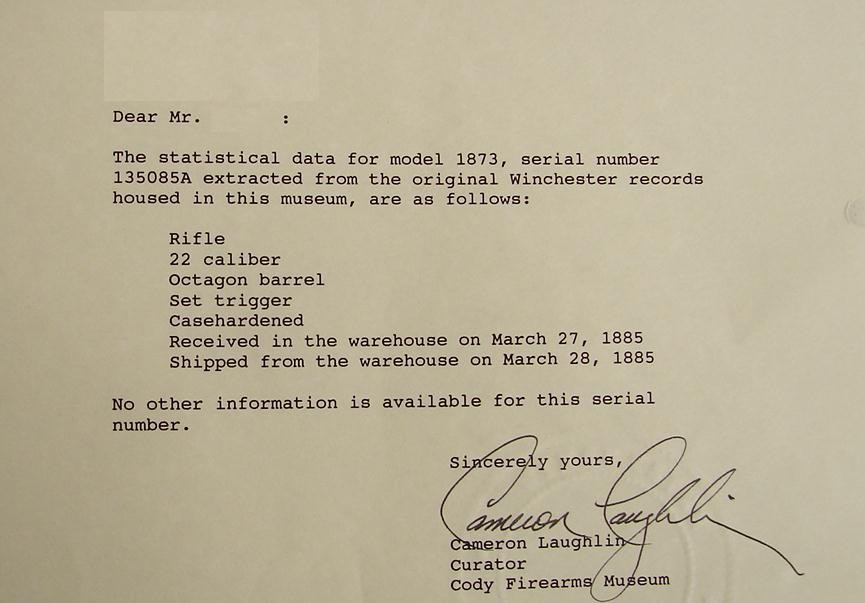 Dear Mr. :
The statistical data for model 1873, serial number
135085A extracted from the original Winchester records
housed in this museum, are as follows:
Rifle
22 caliber
Octagon barrel
Set trigger
Casehardened
Received in the warehouse on March 27, 1885
Shipped from the warehouse on March 28, 1885
No other information is available for this serial
number.
Sincerely yours,
Cameron Laughlin
Cameron Laughlin
Curator
Cody Firearms Museum